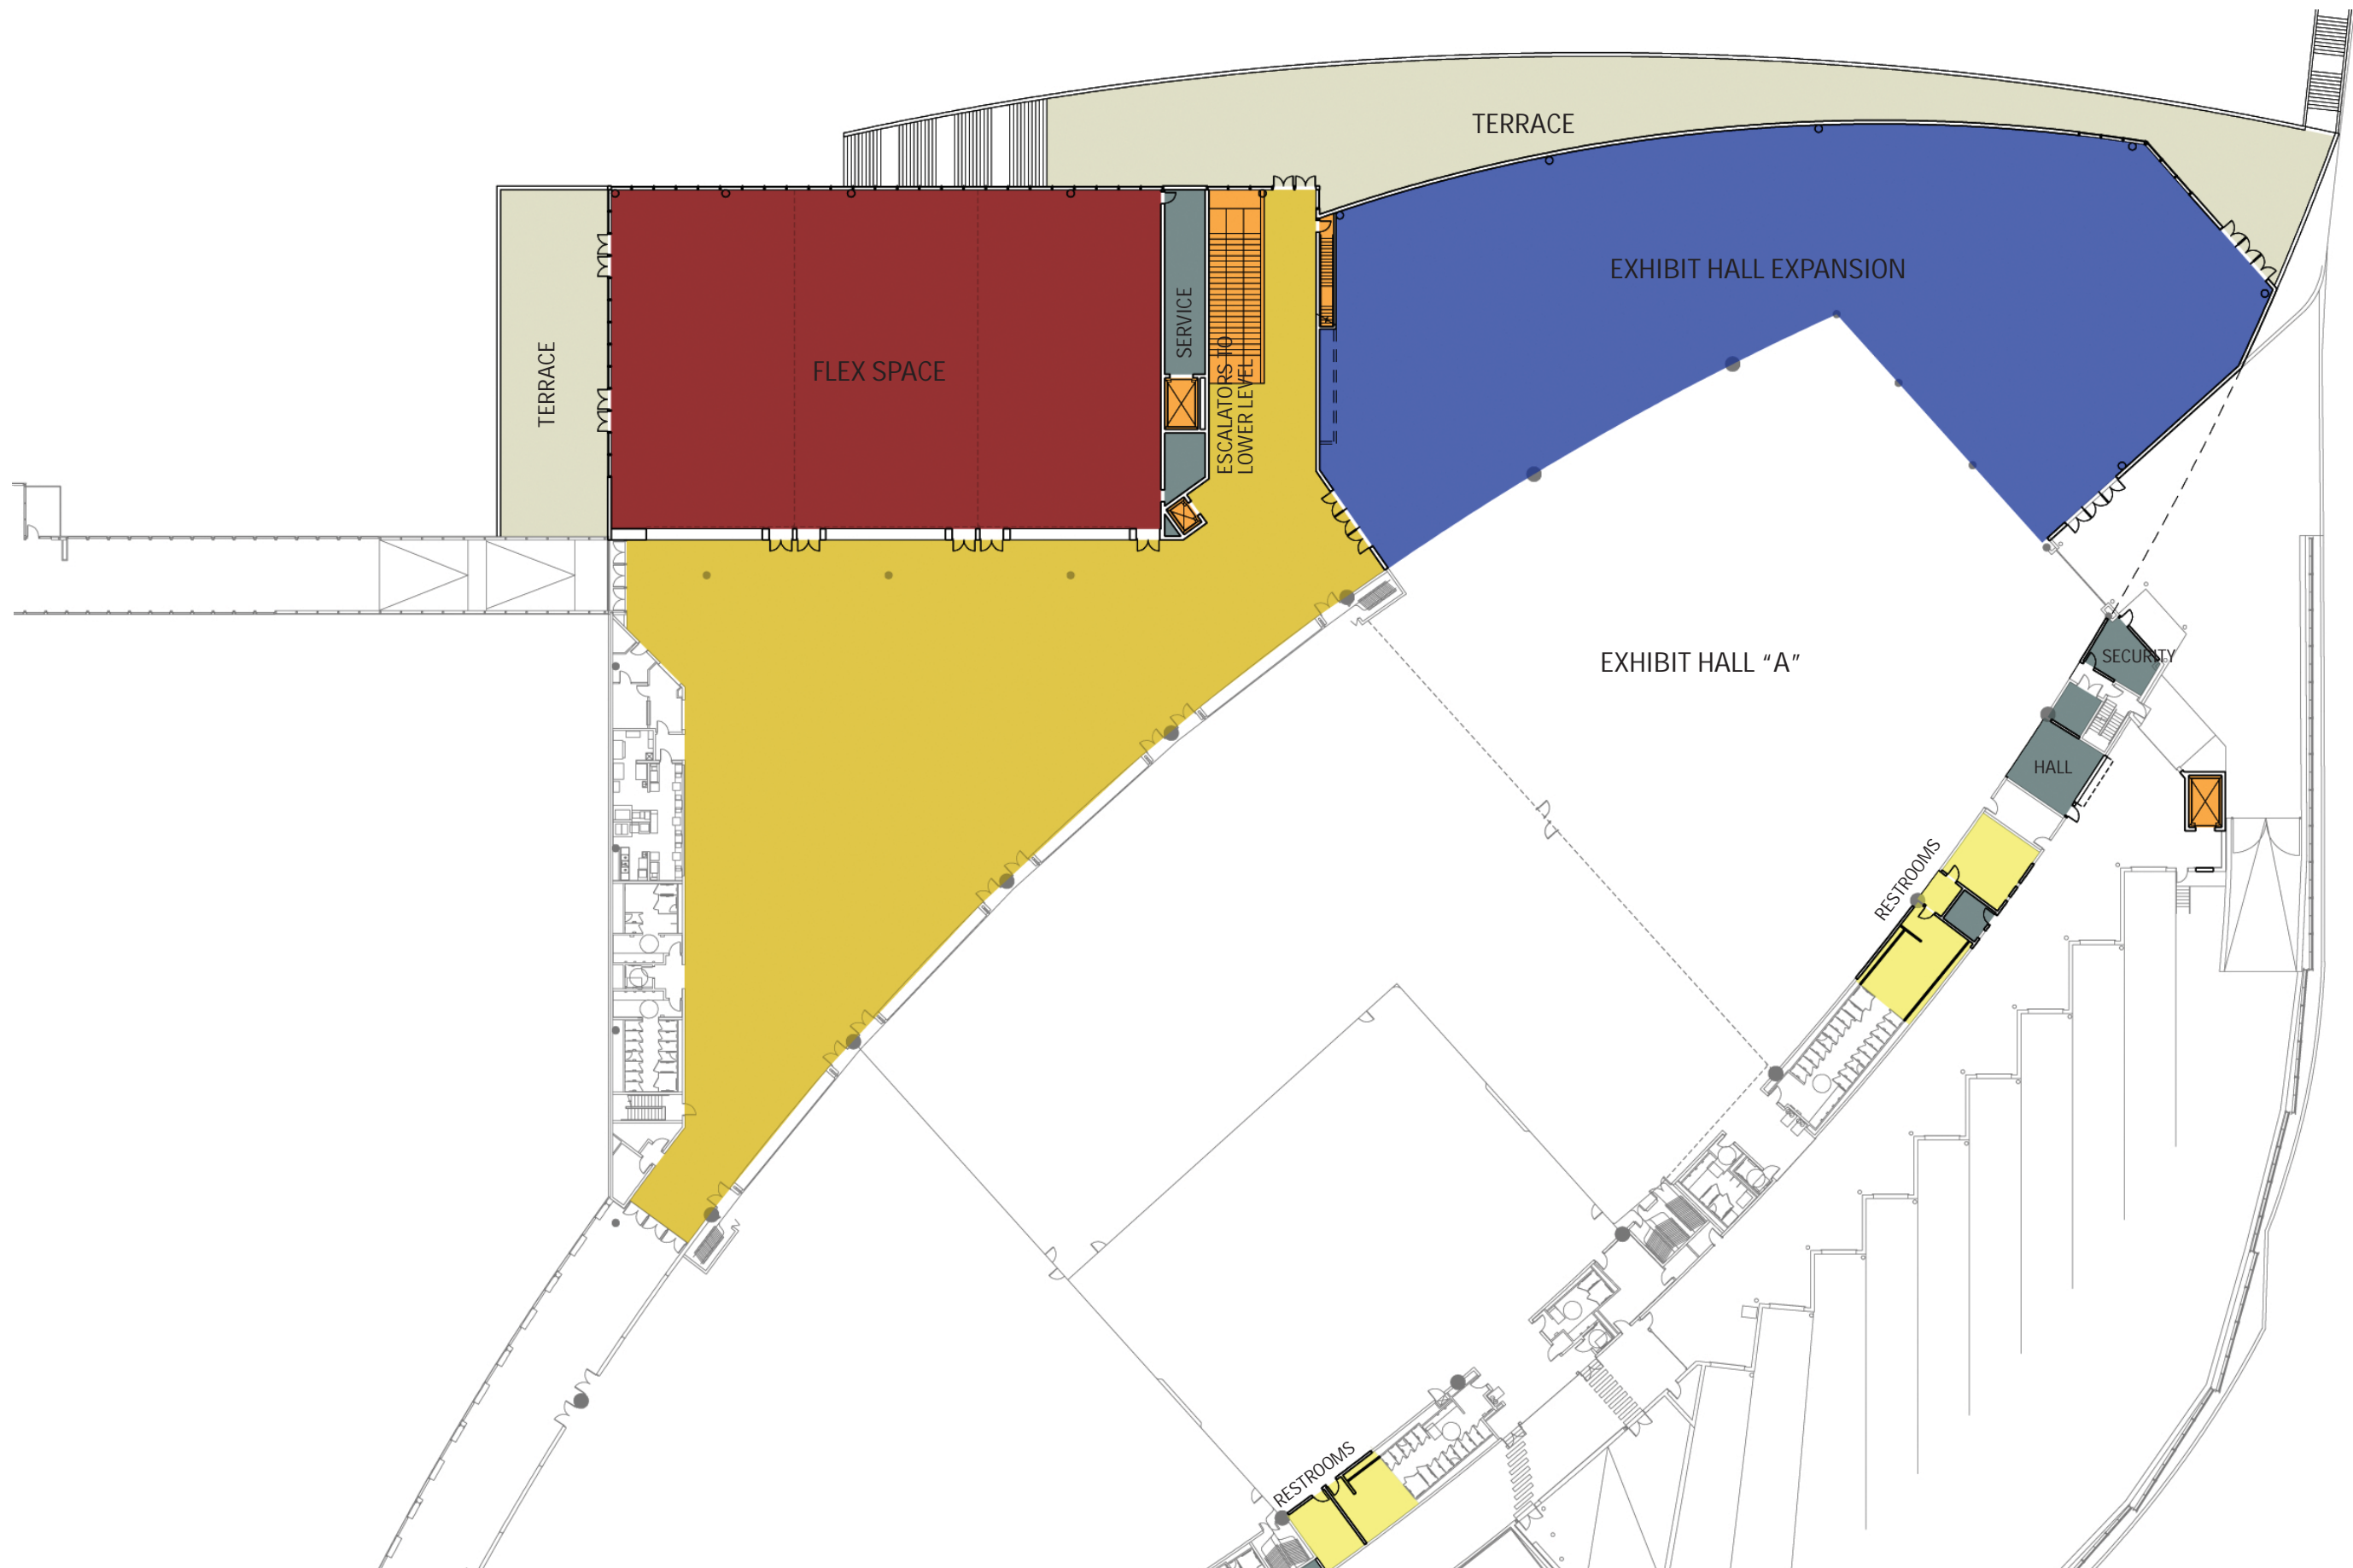 TERRACE
EXHIBIT HALL EXPANSION
SERVICE
TERRACE
FLEX SPACE
ESCALATORS TO
LOWER LEVEL
EXHIBIT HALL “A”
SECURITY
HALL
RESTROOMS
RESTROOMS